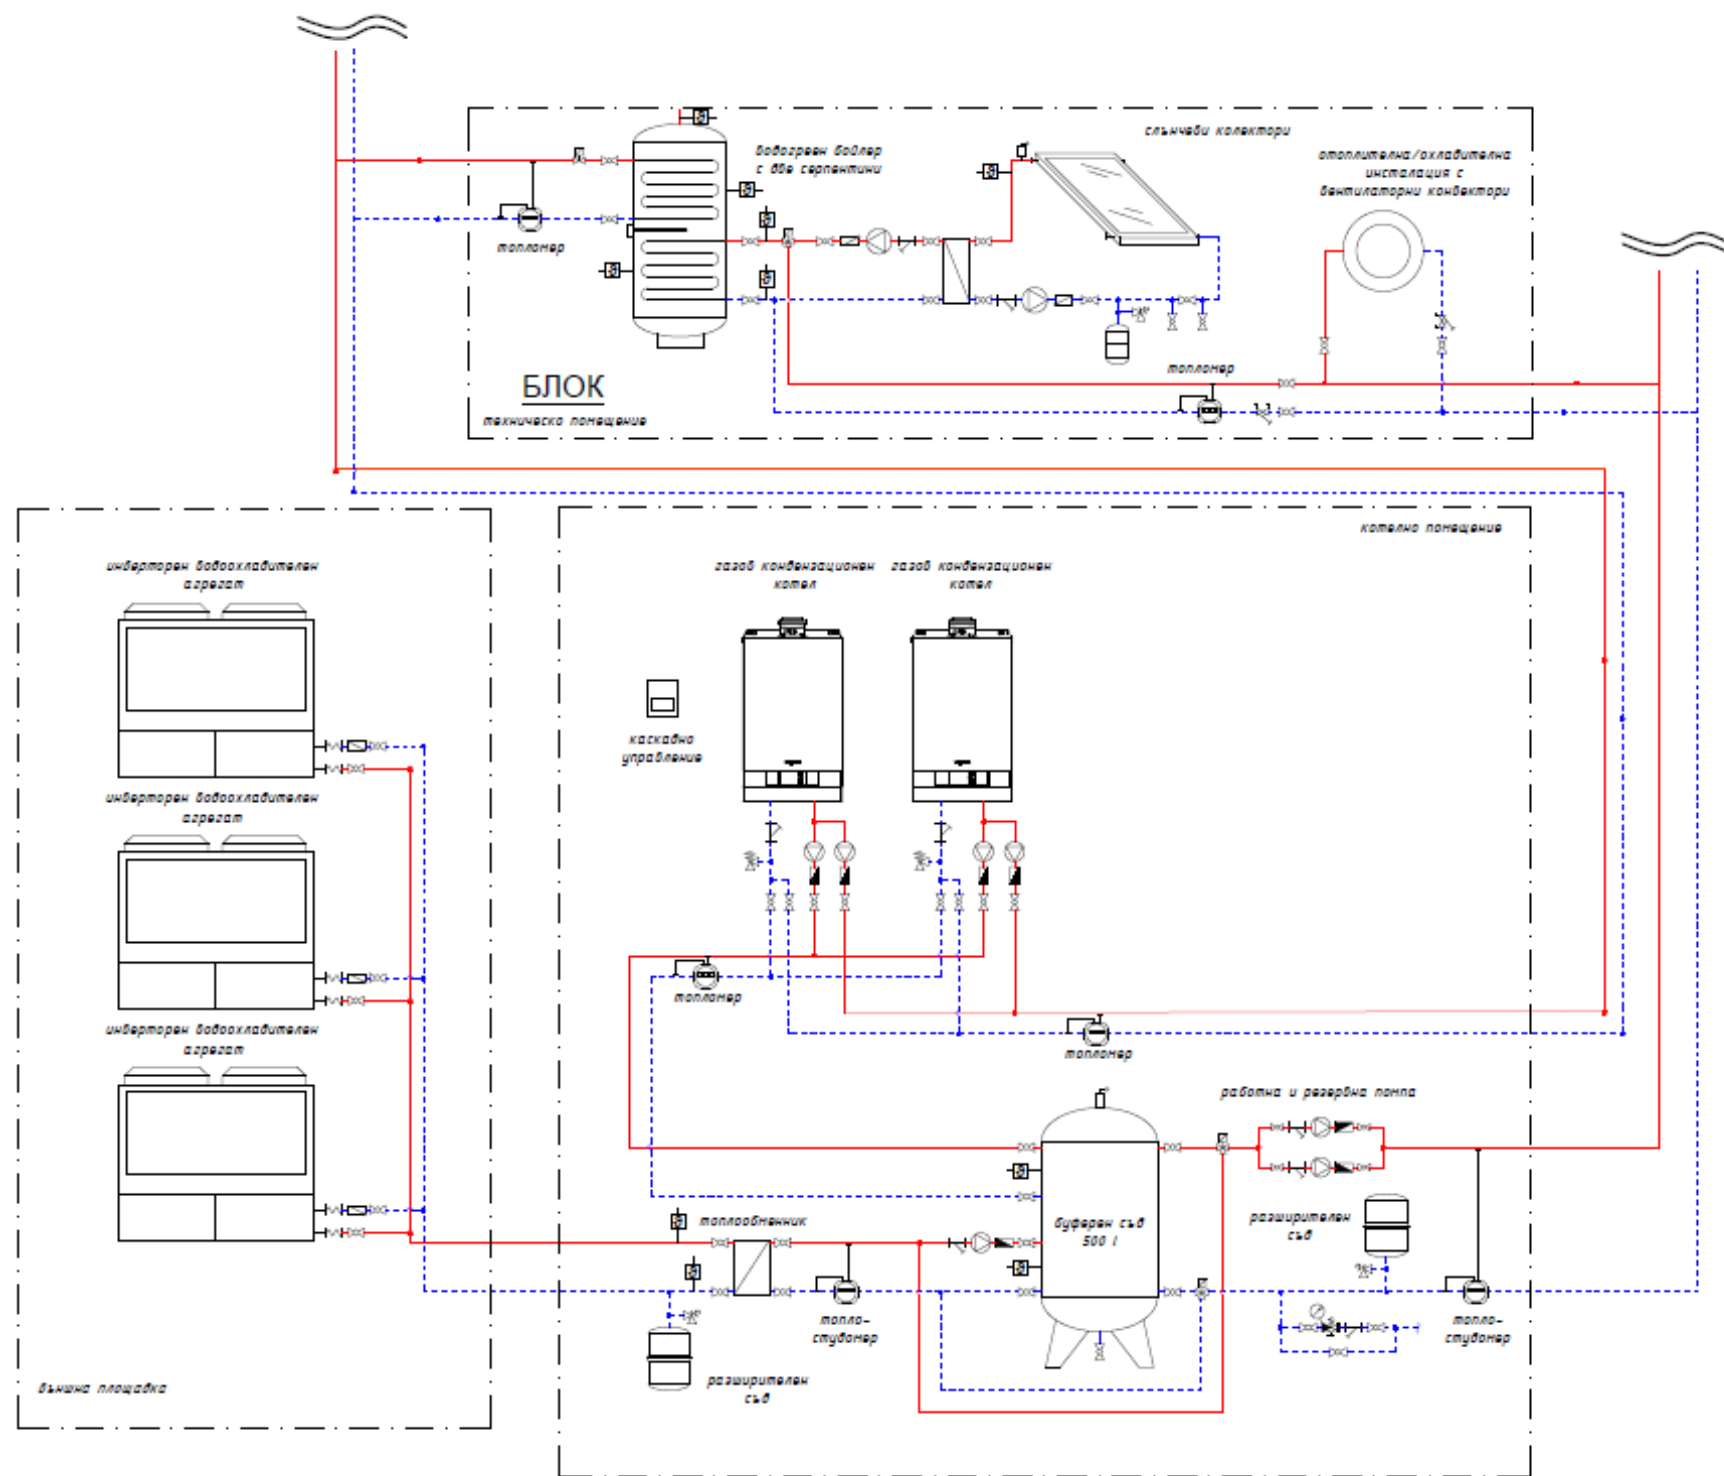 слънчеви колектори
водогреен бойлер
с две серпентини
отоплителна/охладителна
инсталация с
вентилаторни конвектори
топломер
топломер
БЛОК
техническо помещение
котелно помещение
инверторен водоохладителен
агрегат
газов кондензационен
котел
газов кондензационен
котел
каскадно
управление
инверторен водоохладителен
агрегат
топломер
инверторен водоохладителен
агрегат
топломер
работна и резервна помпа
топлообменник
буферен съд
500 l
разширителен
съд
топло-
студомер
топло-
студомер
разширителен
съд
външна площадка